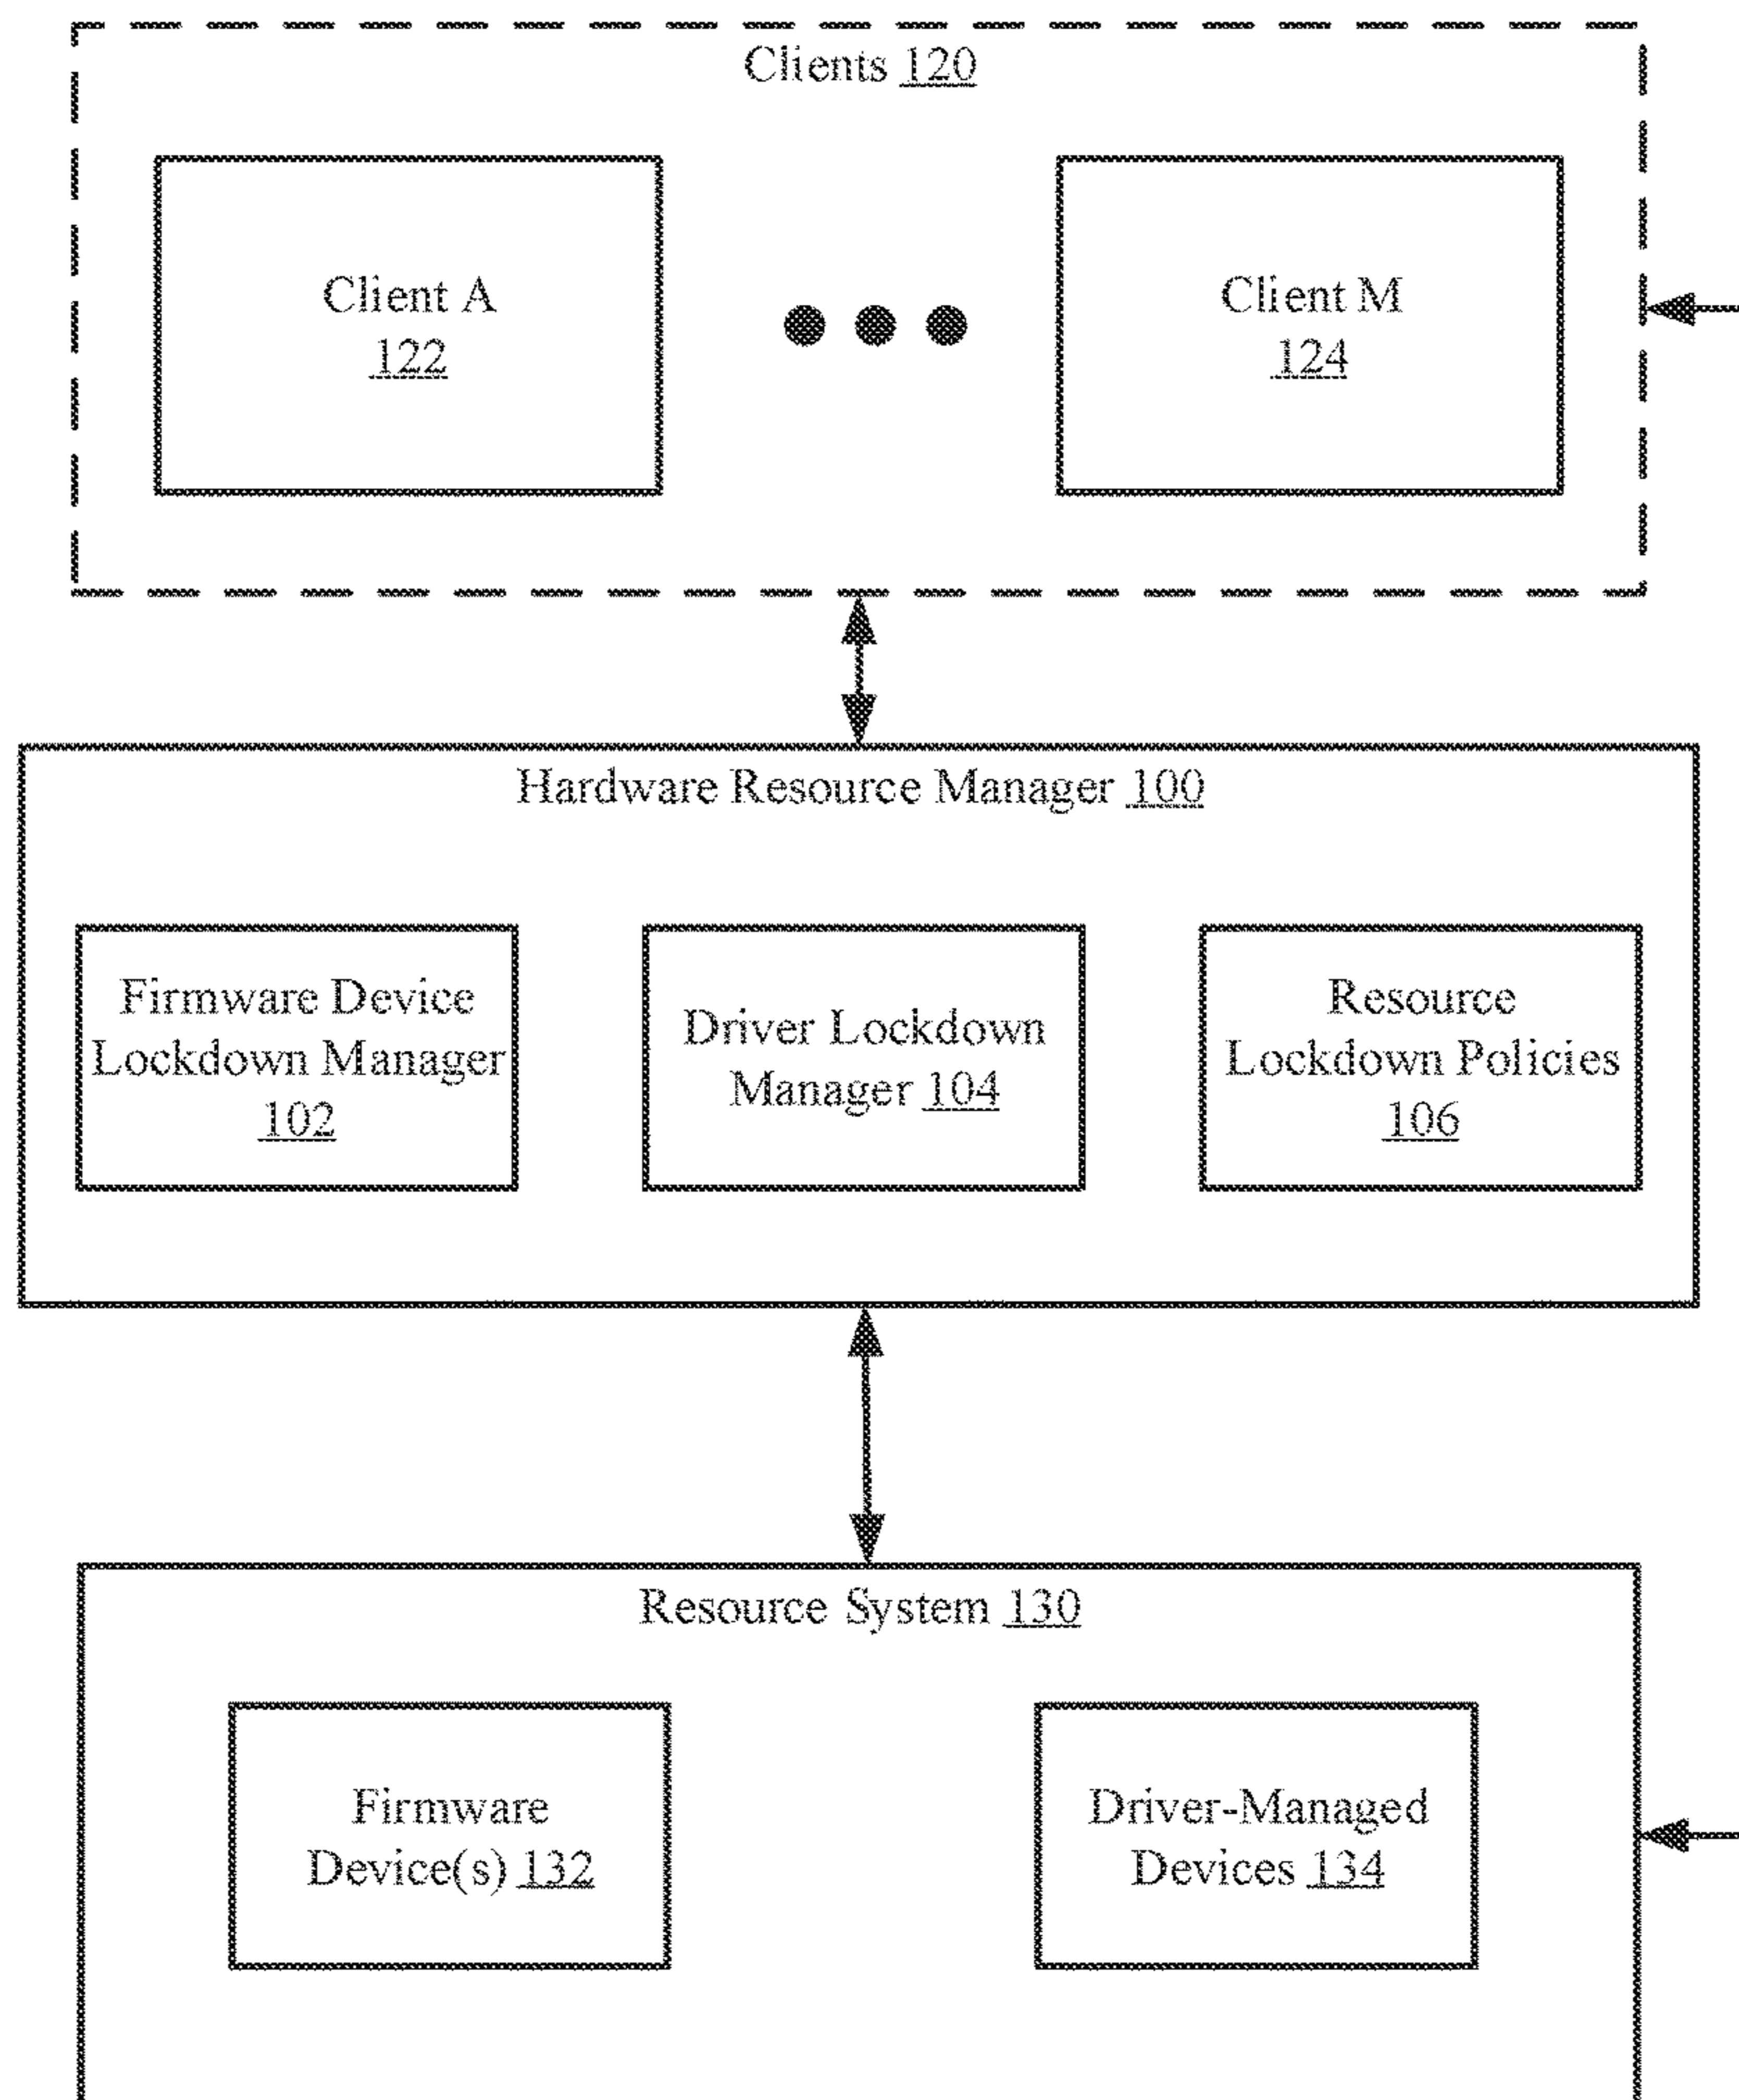 Clients 120
Client A
122
Client M
124
Hardware Resource Manager 100
Firmware Device
Lockdown Manager
102
Driver Lockdown
Manager 104
Resource
Lockdown Policies
106
Resource System 130
Firmware
Device(s) 132
Driver-Managed
Devices 134